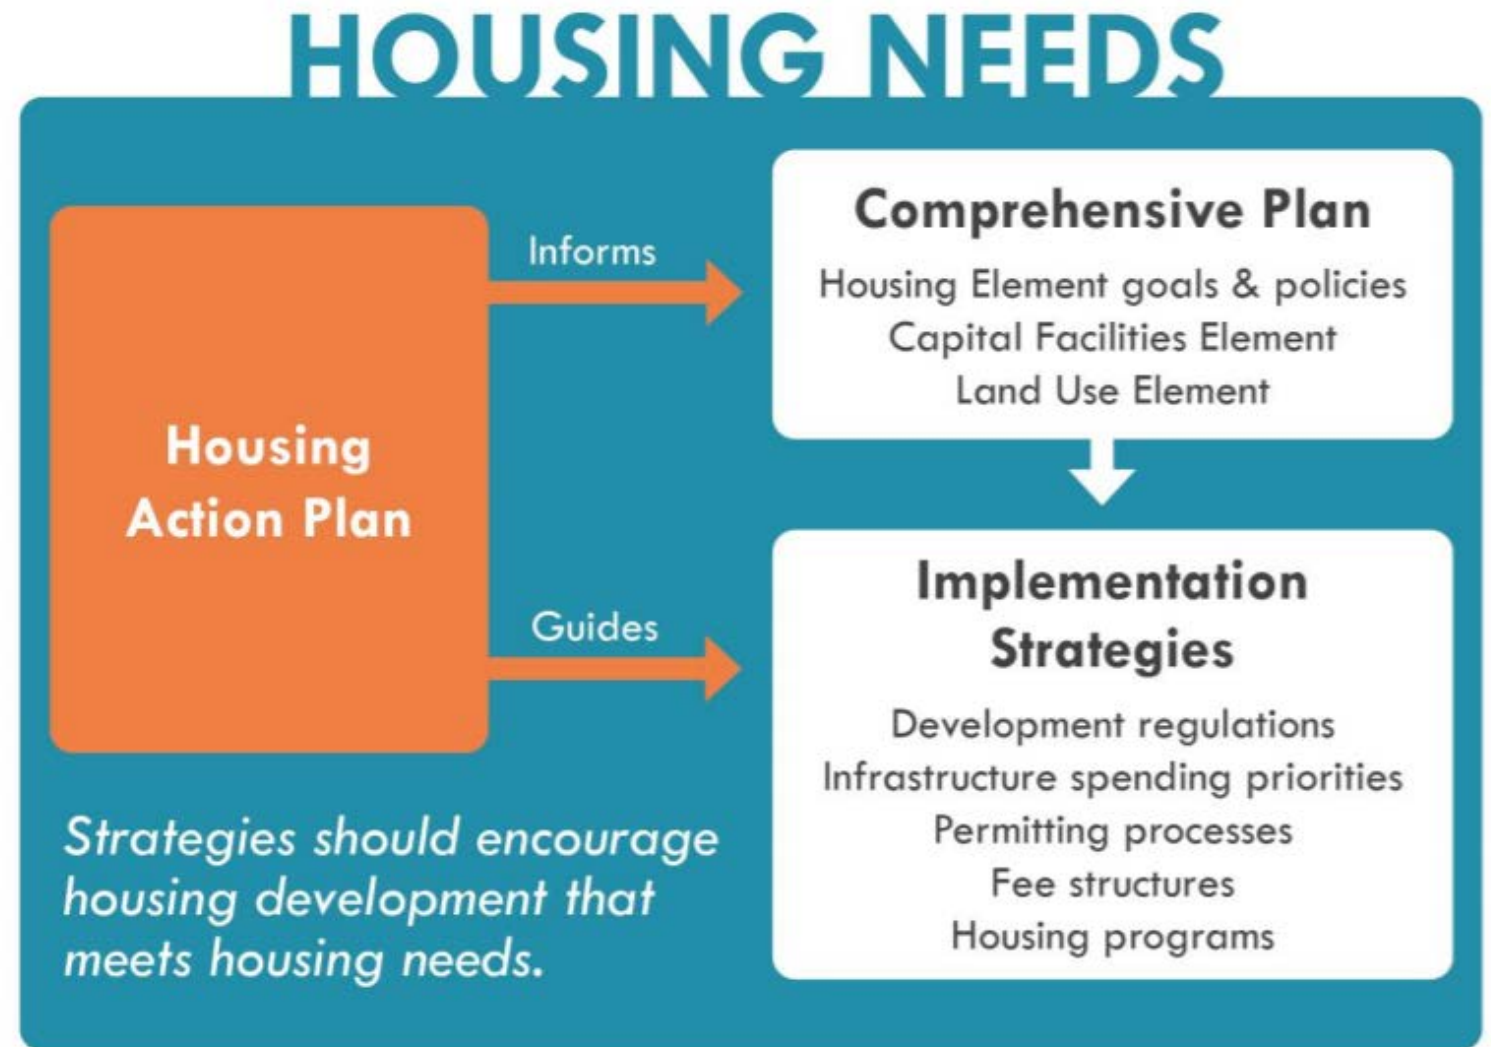 HOUSING NEEDS
Housing
Action Plan
Informs
Comprehensive Plan
Housing Element goals & policies
Capital Facilities Element
Land Use Element
Guides
Implementation
Strategies
Development regulations
Infrastructure spending priorities
Permitting processes
Fee structures
Housing programs
Strategies should encourage
housing development that
meets housing needs.